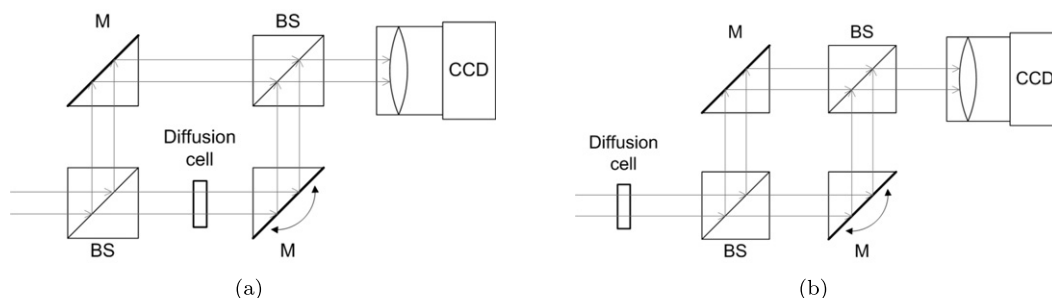 M
BS
CCD
Diffusion
cell
BS
M
(a)
M
BS
CCD
Diffusion
cell
BS
M
(b)